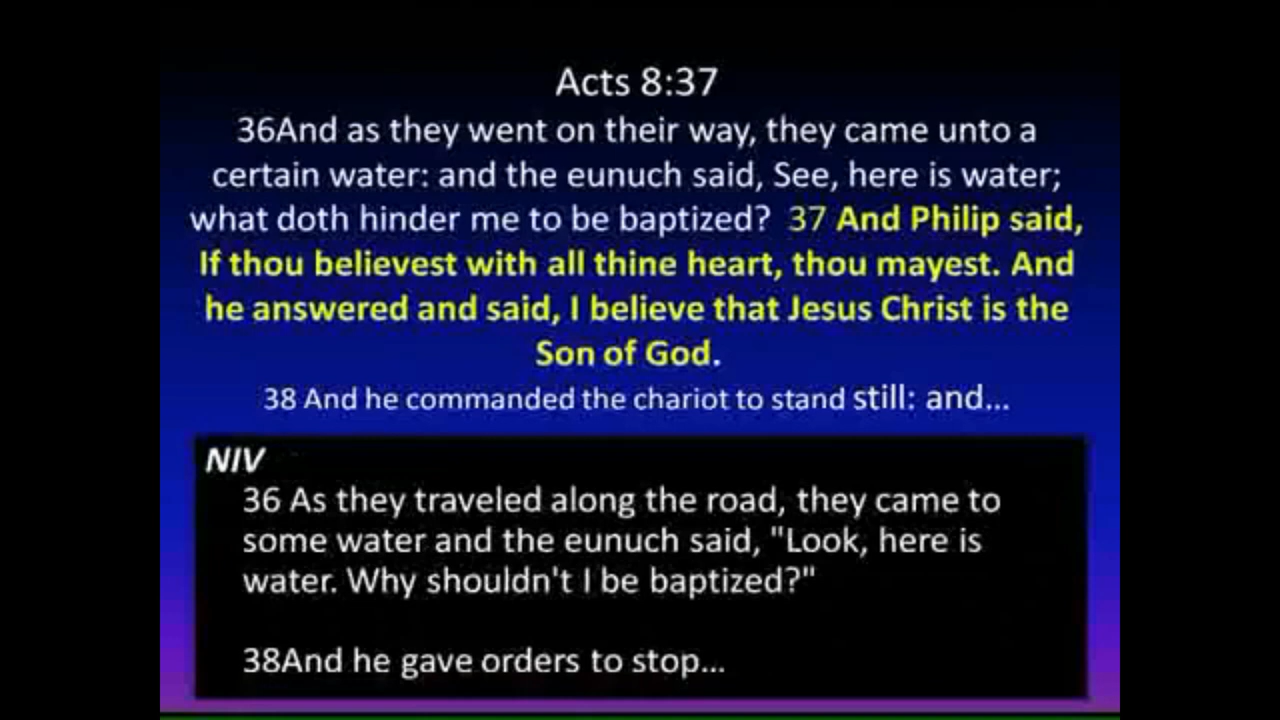 Acts 8:37
36And as they went on their way, they came unto a
certain water: and the eunuch said, See, here is water;
what doth hinder me to be baptized?  37 And Philip said,
If thou believest with all thine heart, thou mayest. And
he answered and said, I believe that Jesus Christ is the
Son of God.
38 And he commanded the chariot to stand still: and...
NIV
36 As they traveled along the road, they came to
some water and the eunuch said, "Look, here is
water. Why shouldn't I be baptized?"
38And he gave orders to stop...